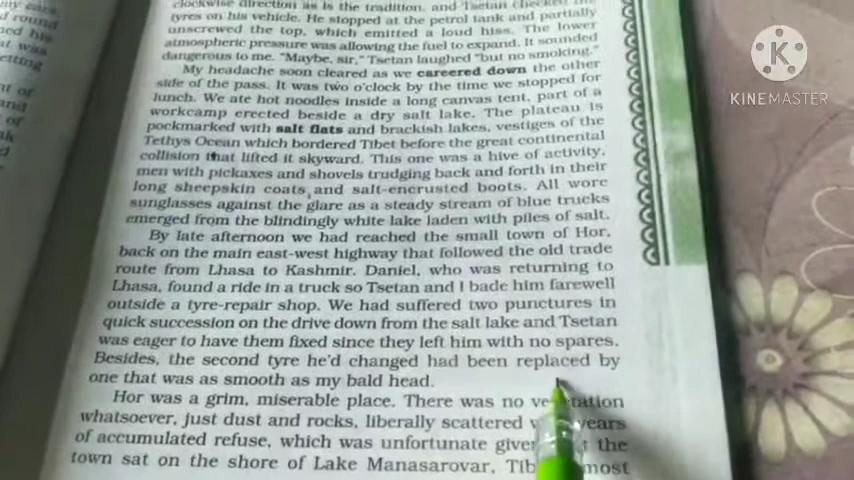 my ears.
d round
ned his
at was
etting
nt of
and
of
ak
d
clockwise direction as is the tradition, and Tsetan checked the
tyres on his vehicle. He stopped at the petrol tank and partially
unscrewed the top, which emitted a loud hiss. The lower
atmospheric pressure was allowing the fuel to expand. It sounded
dangerous to me. "Maybe, sir," Tsetan laughed "but no smoking."
My headache soon cleared as we careered down the other
side of the pass. It was two o'clock by the time we stopped for
lunch. We ate hot noodles inside a long canvas tent, part of a
workcamp erected beside a dry salt lake. The plateau is
pockmarked with salt flats and brackish lakes, vestiges of the
Tethys Ocean which bordered Tibet before the great continental
collision that lifted it skyward. This one was a hive of activity,
men with pickaxes and shovels trudging back and forth in their
long sheepskin coats and salt-encrusted boots. All wore
sunglasses against the glare as a steady stream of blue trucks
emerged from the blindingly white lake laden with piles of salt.
By late afternoon we had reached the small town of Hor,
back on the main east-west highway that followed the old trade
route from Lhasa to Kashmir. Daniel, who was returning to
Lhasa, found a ride in a truck so Tsetan and I bade him farewell
outside a tyre-repair shop. We had suffered two punctures in
quick succession on the drive down from the salt lake and Tsetan
was eager to have them fixed since they left him with no spares.
Besides, the second tyre he'd changed had been replaced by
one that was as smooth as my bald head.
Hor was a grim, miserable place. There was no
whatsoever, just dust and rocks, liberally scattered years
of accumulated refuse, which was unfortunate the
town sat on the shore of Lake Manasarovar, most
KINEMASTER